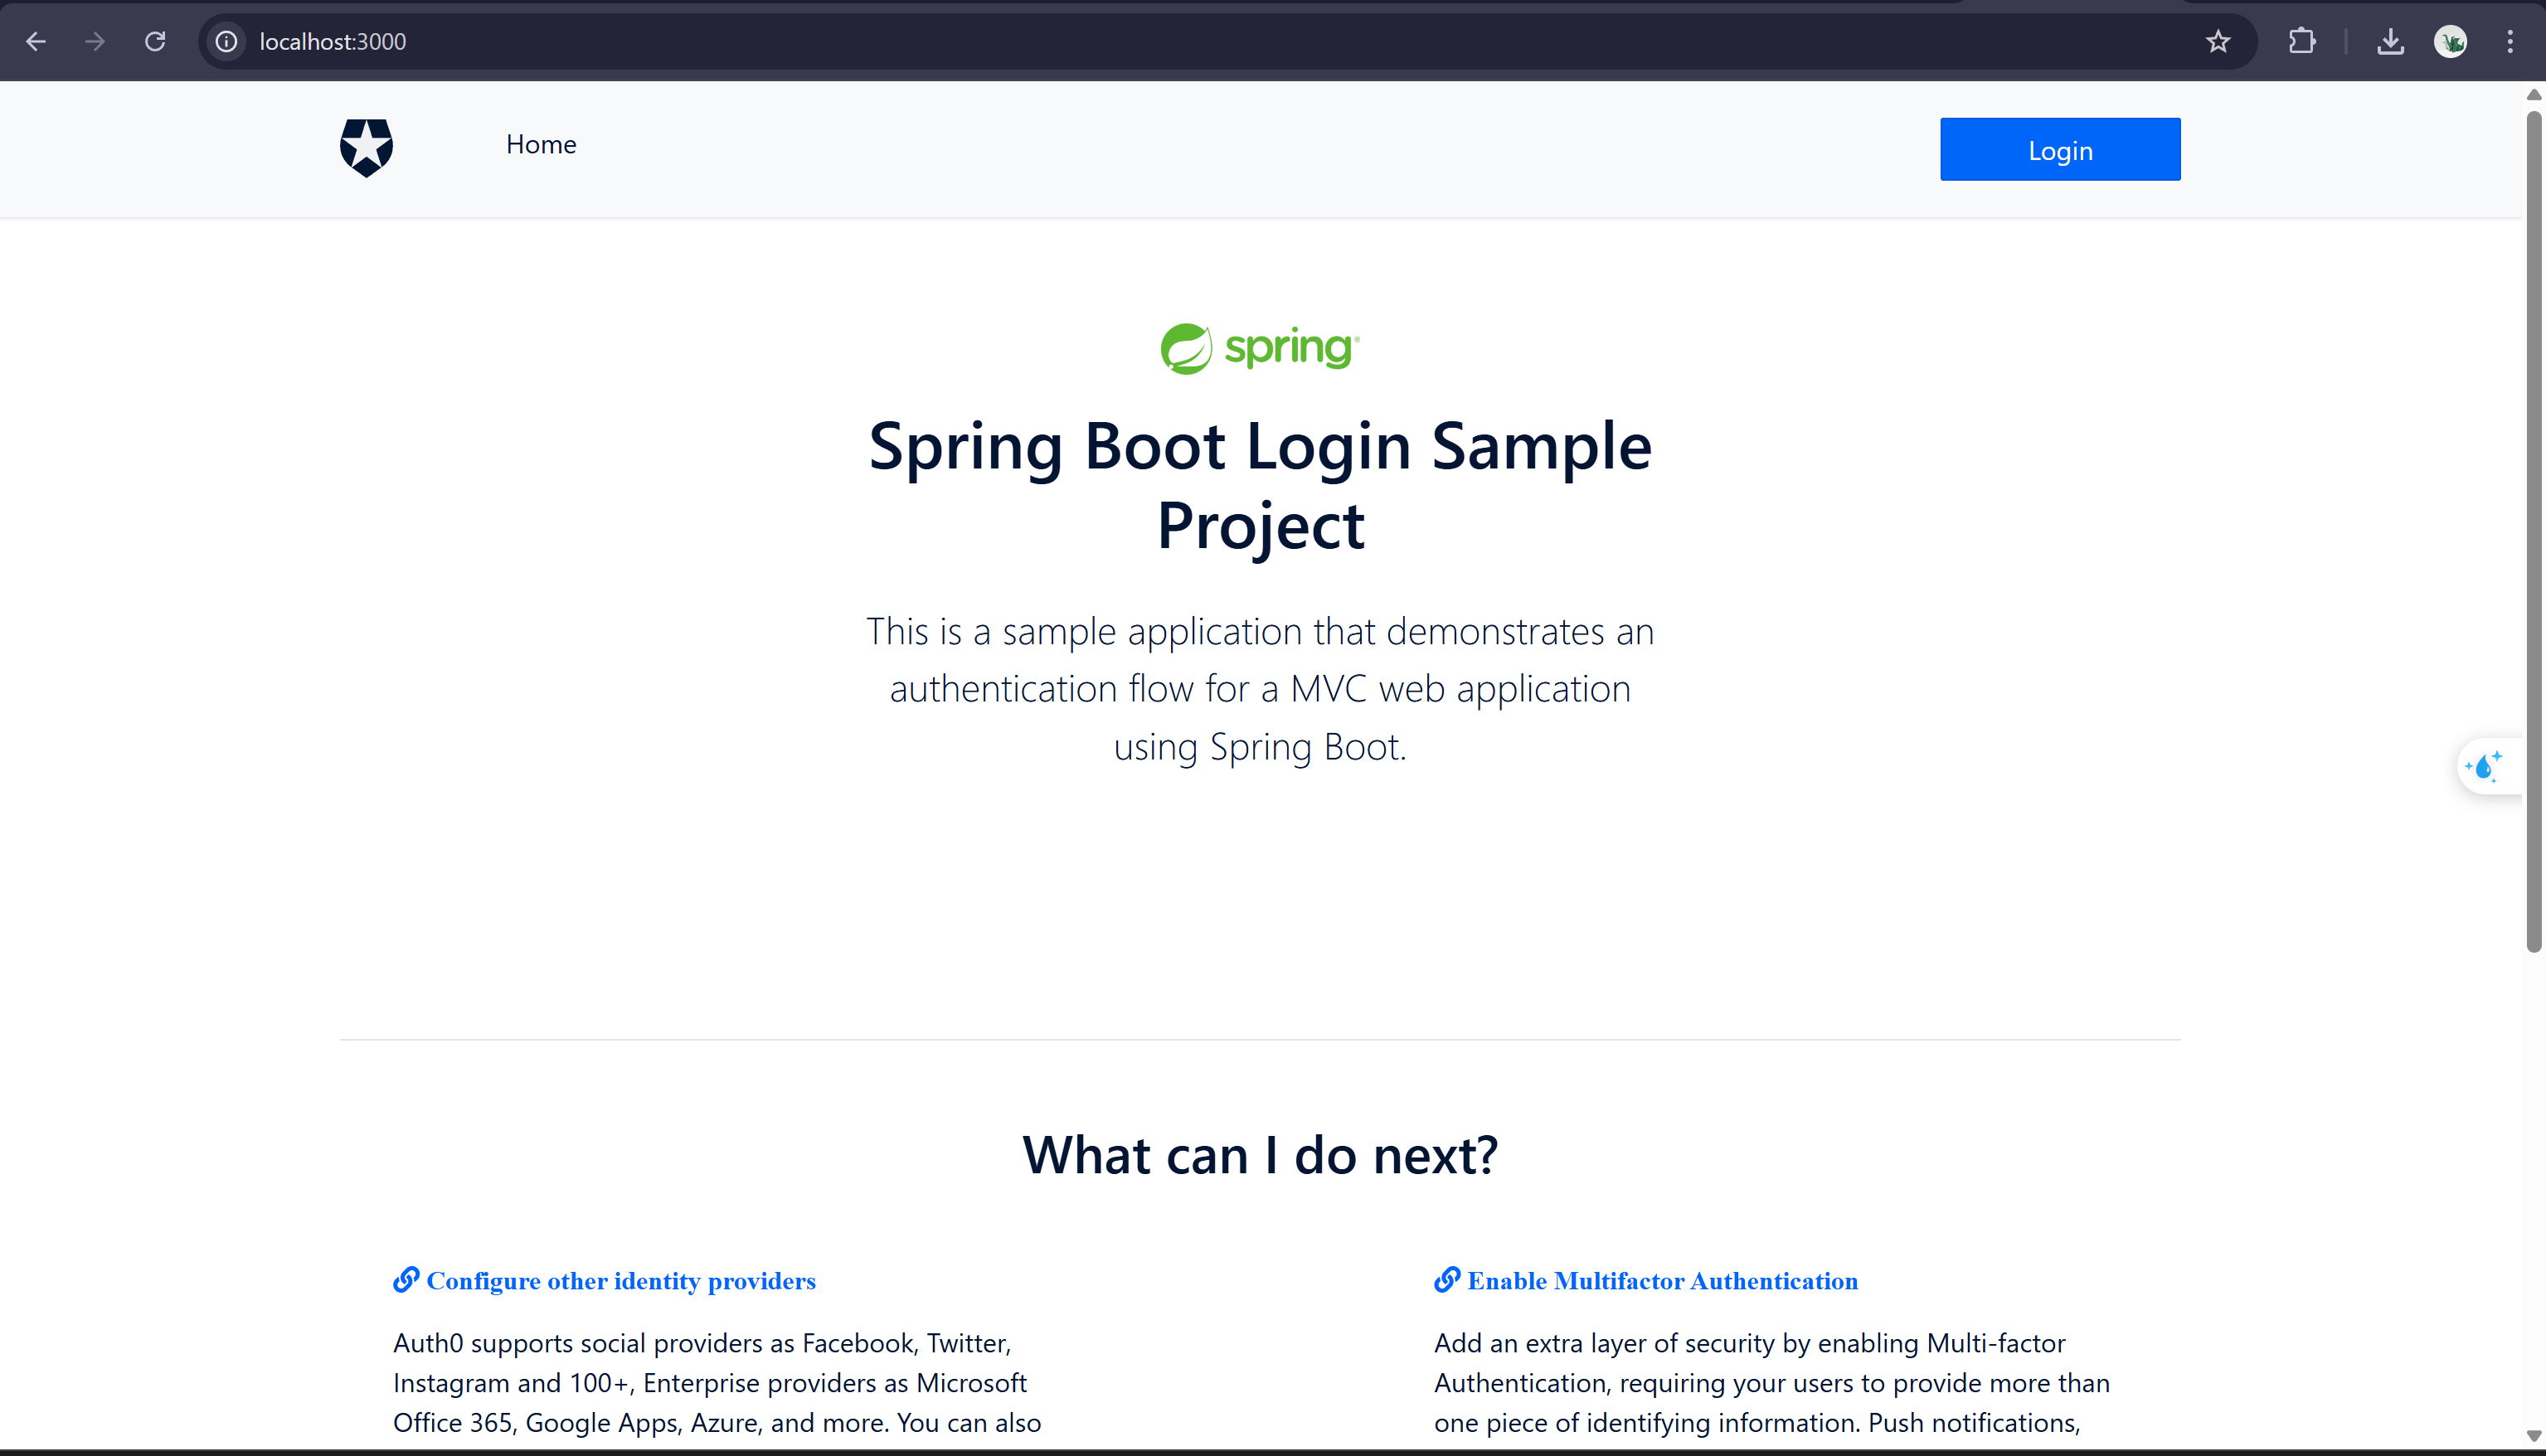 localhost:3000
Home
Login
spring®
Spring Boot Login Sample
Project
This is a sample application that demonstrates an
authentication flow for a MVC web application
using Spring Boot.
What can I do next?
Configure other identity providers
Auth0 supports social providers as Facebook, Twitter,
Instagram and 100+, Enterprise providers as Microsoft
Office 365, Google Apps, Azure, and more. You can also
Enable Multifactor Authentication
Add an extra layer of security by enabling Multi-factor
Authentication, requiring your users to provide more than
one piece of identifying information. Push notifications,